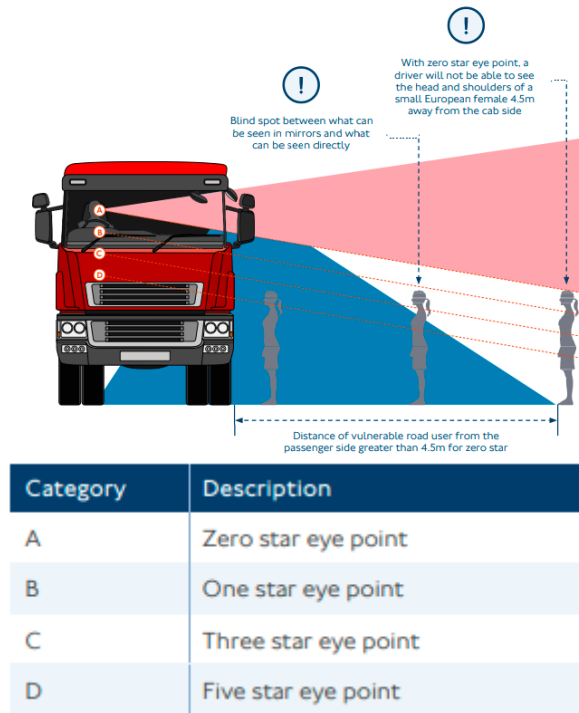 !
With zero star eye point, a
driver will not be able to see
the head and shoulders of a
small European female 4.5m
away from the cab side
!
Blind spot between what can
be seen in mirrors and what
can be seen directly
A
B
C
D
Distance of vulnerable road user from the
passenger side greater than 4.5m for zero star
Category Description
A Zero star eye point
B One star eye point
C Three star eye point
D Five star eye point